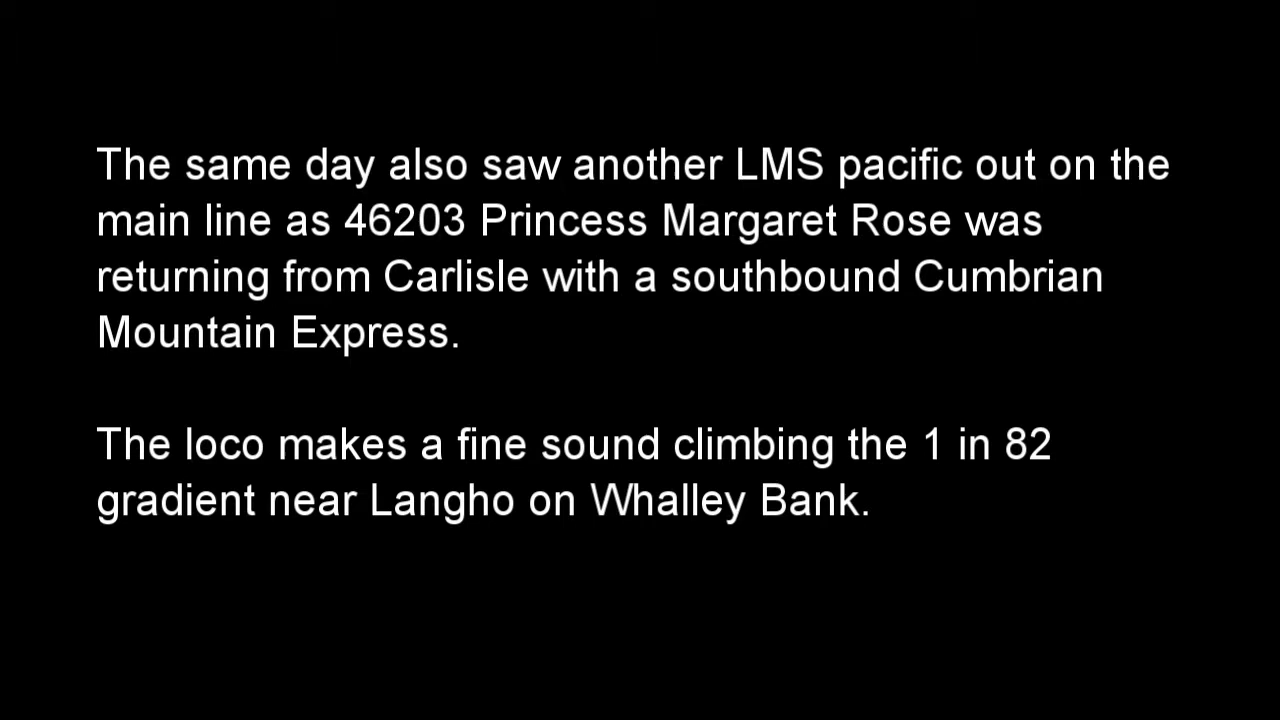 The same day also saw another LMS pacific out on the
main line as 46203 Princess Margaret Rose was
returning from Carlisle with a southbound Cumbrian
Mountain Express.
The loco makes a fine sound climbing the 1 in 82
gradient near Langho on Whalley Bank.